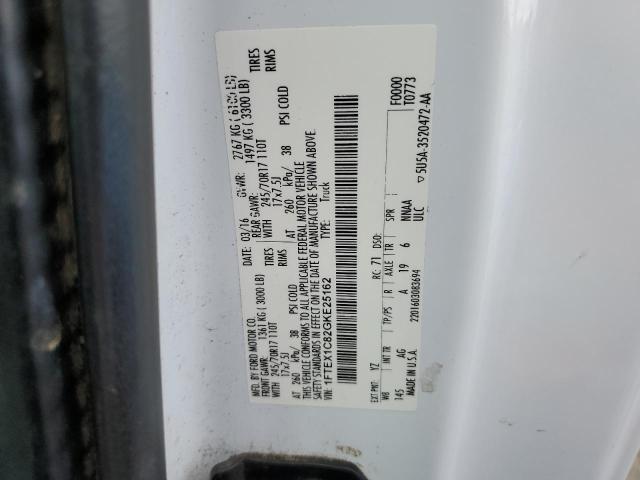 MFD. BY FORD MOTOR CO.
03/16 GVWR: 2767 KG (6100 LB)
FRONT GAWR: 1361 KG (3000 LB)
REAR GAWR: 1497 KG (3300 LB)
245/70R17 110T TIRES WITH 245/70R17 110T TIRES
17x7.5J RIMS 17x7.5J RIMS
AT 260 kPa/ 38 PSI COLD AT 260 kPa/ 38 PSI COLD
THIS VEHICLE CONFORMS TO ALL APPLICABLE FEDERAL MOTOR VEHICLE
SAFETY STANDARDS IN EFFECT ON THE DATE OF MANUFACTURE SHOWN ABOVE.
VIN: 1FTEX1C82GKE25162 TYPE: Truck
F0000
T0773
EXT PNT: YZ RC: 71 DSO:
WB INT TR TP/PS R AXLE TR SPR
145 AG A 19 6 NNAA
MADE IN U.S.A. 2201603083694 ULC
▽5U5A-3520472-AA